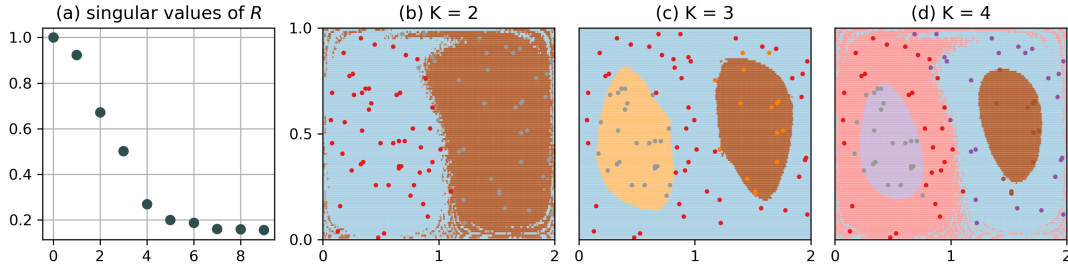 (a) singular values of R
(b) K = 2
(c) K = 3
(d) K = 4
1.0
0.8
0.6
0.4
0.2
0 2 4 6 8
1.0
0.5
0.0
0 1 2
0 1 2
0 1 2